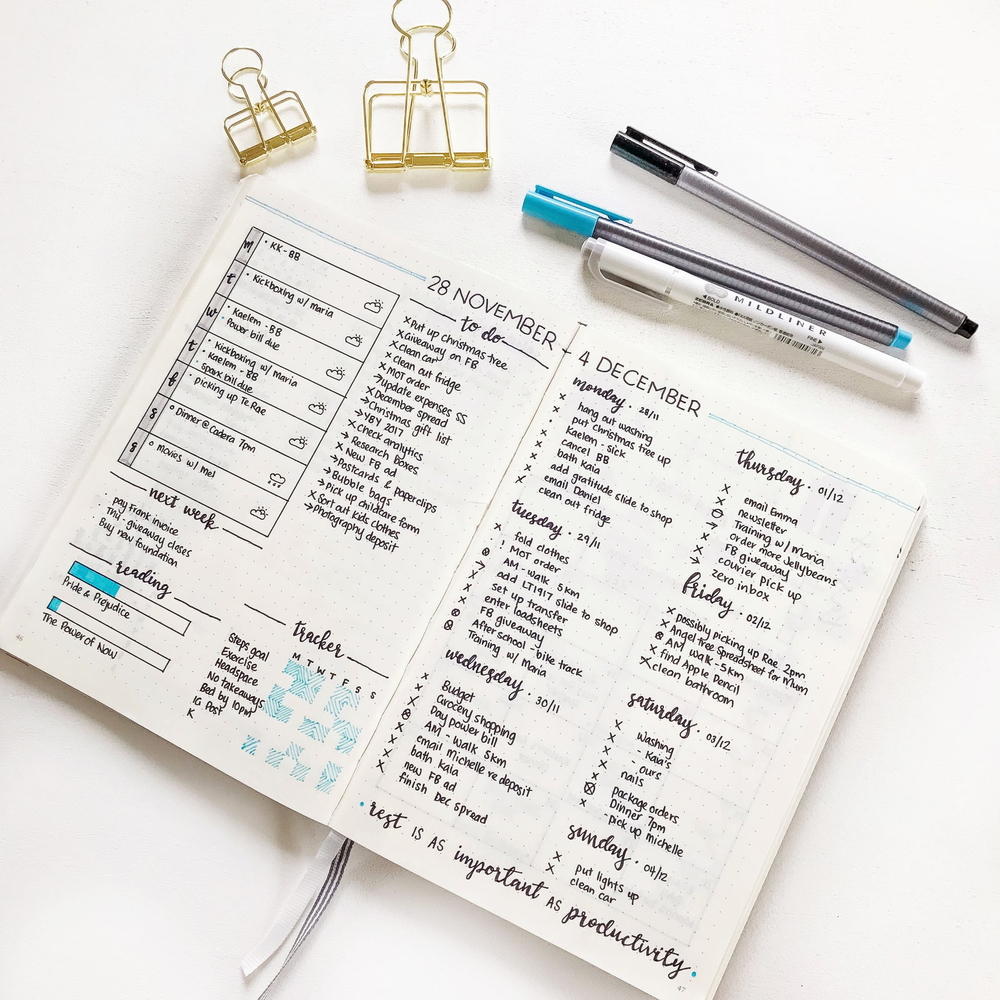 28 NOVEMBER
m
KK - BB
t
Kickboxing w/ maria
w
Kaelem - BB
Power bill due
t
Kickboxing w/ maria
Kaelem - BB
Spark bill due
f
picking up Te Rae
s
Dinner @ Cadera 7pm
s
movies w/ mel
to do
x Put up christmas tree
x Giveaway on FB
x Clean car
x Clean out fridge
x MOT order
→ update expenses SS
x December spread
→ Christmas gift list
→ YBY 2017
x Check analytics
→ Research boxes
x New FB ad
→ Postcards & paperclips
→ Bubble bags
→ Pick up childcare form
x Sort out kids clothes
→ Photography deposit
next week
pay Frank invoice
Thu - giveaway closes
Buy new foundation
reading
Pride & Prejudice
The Power of Now
tracker
M T W T F S S
Steps goal
Exercise
Headspace
No takeaways
Bed by 10pm
IG Post
K
46
4 DECEMBER
monday . 28/11
x hang out washing
x put Christmas tree up
· Kaelem - sick
x cancel BB
x bath Kaia
x add gratitude slide to shop
x email Daniel
x clean out fridge
tuesday . 29/11
x fold clothes
! MOT order
AM - walk 5km
→ add LT1917 slide to shop
x set up transfer
x enter loadsheets
x FB giveaway
After school - bike track
Training w/ Maria
wednesday . 30/11
x Budget
x Grocery shopping
x Pay power bill
AM - walk 5km
x email michelle re deposit
x bath Kaia
x new FB ad
x finish Dec spread
thursday . 01/12
x email Emma
x newsletter
Training w/ maria
→ order more jellybeans
x FB giveaway
x courier pick up
→ zero inbox
friday . 02/12
x possibly picking up Rae 2pm
x Angel tree Spreadsheet for Mum
AM walk - 5km
x find Apple Pencil
x clean bathroom
saturday . 03/12
x washing
x - Kaia's
x - ours
x nails
x package orders
Dinner 7pm
x - pick up michelle
sunday . 04/12
x put lights up
x clean car
rest IS AS important AS productivity
47
◀BOLD
ZEBRA
MILDLINER
FINE▶
JAPAN